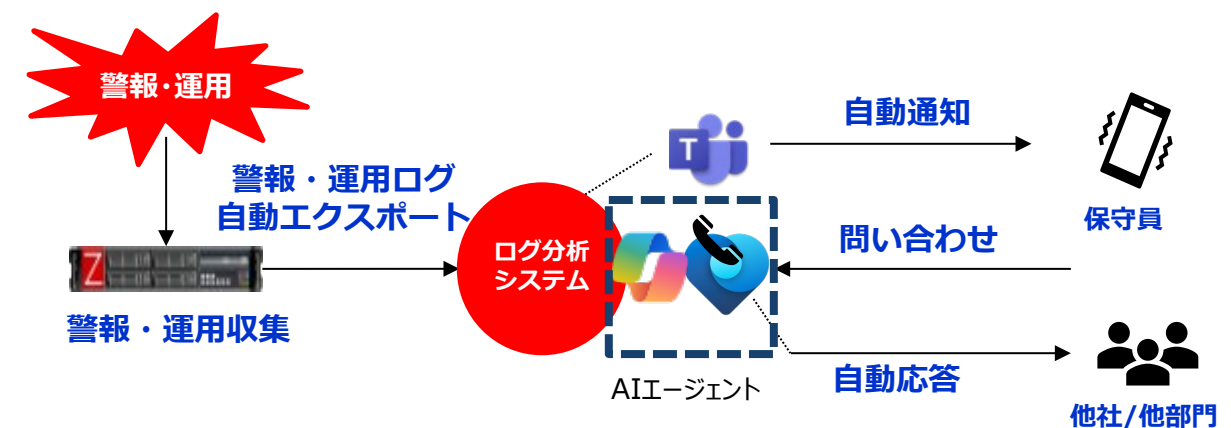 警報・運用
警報・運用ログ
自動エクスポート
Z
警報・運用収集
ログ分析
システム
T
AIエージェント
自動通知
保守員
問い合わせ
自動応答
他社/他部門